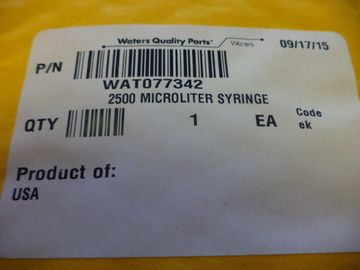 Waters Quality Parts
Waters
09/17/15
P/N
WAT077342
2500 MICROLITER SYRINGE
QTY 1 EA Code
ek
Product of:
USA